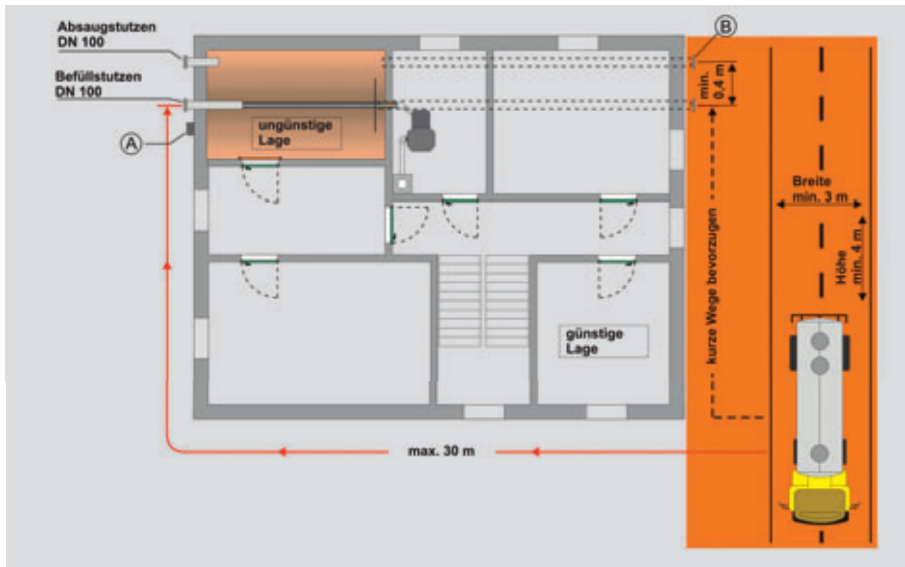 Absaugstutzen
DN 100
Befüllstutzen
DN 100
A
ungünstige
Lage
B
min.
0,4 m
Breite
min. 3 m
Höhe
min. 4 m
kurze Wege bevorzugen
günstige
Lage
max. 30 m